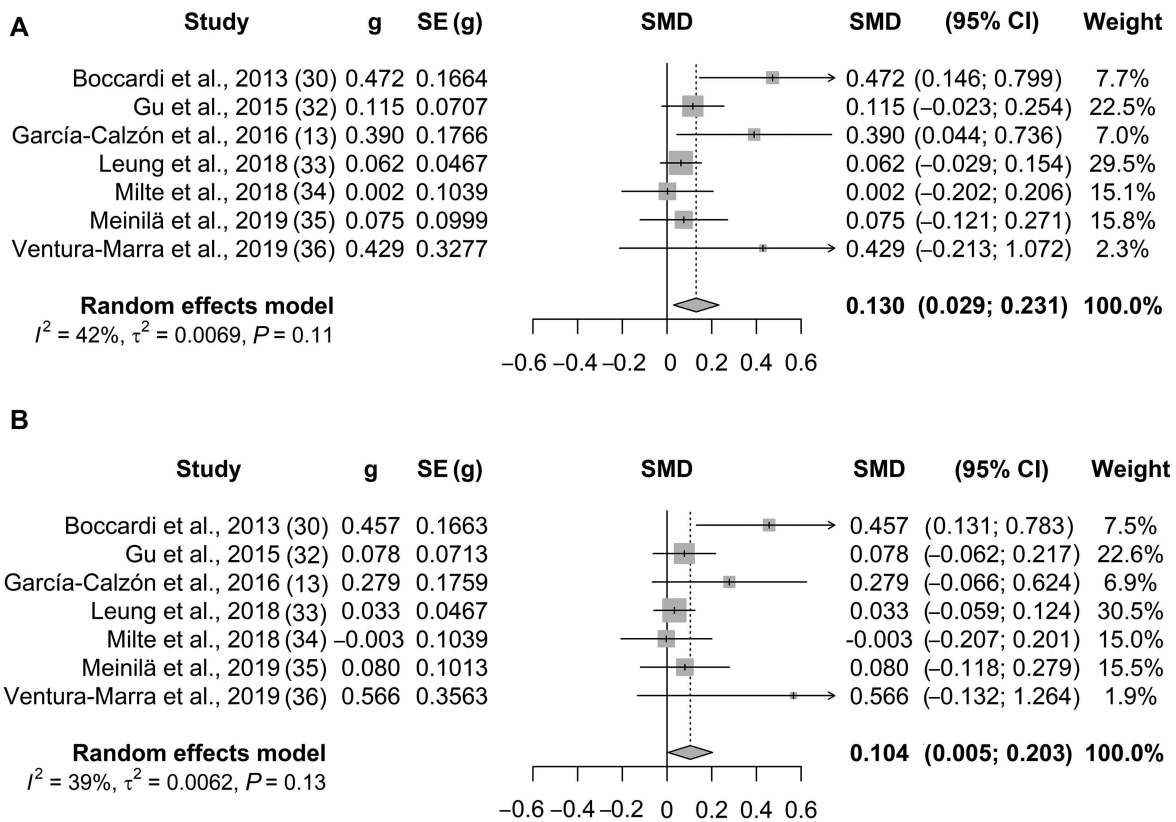 A Study g SE (g) SMD SMD (95% CI) Weight
Boccardi et al., 2013 (30) 0.472 0.1664 0.472 (0.146; 0.799) 7.7%
Gu et al., 2015 (32) 0.115 0.0707 0.115 (−0.023; 0.254) 22.5%
García-Calzón et al., 2016 (13) 0.390 0.1766 0.390 (0.044; 0.736) 7.0%
Leung et al., 2018 (33) 0.062 0.0467 0.062 (−0.029; 0.154) 29.5%
Milte et al., 2018 (34) 0.002 0.1039 0.002 (−0.202; 0.206) 15.1%
Meinilä et al., 2019 (35) 0.075 0.0999 0.075 (−0.121; 0.271) 15.8%
Ventura-Marra et al., 2019 (36) 0.429 0.3277 0.429 (−0.213; 1.072) 2.3%
Random effects model 0.130 (0.029; 0.231) 100.0%
I² = 42%, τ² = 0.0069, P = 0.11
−0.6 −0.4 −0.2 0 0.2 0.4 0.6
B
Study g SE (g) SMD SMD (95% CI) Weight
Boccardi et al., 2013 (30) 0.457 0.1663 0.457 (0.131; 0.783) 7.5%
Gu et al., 2015 (32) 0.078 0.0713 0.078 (−0.062; 0.217) 22.6%
García-Calzón et al., 2016 (13) 0.279 0.1759 0.279 (−0.066; 0.624) 6.9%
Leung et al., 2018 (33) 0.033 0.0467 0.033 (−0.059; 0.124) 30.5%
Milte et al., 2018 (34) −0.003 0.1039 -0.003 (−0.207; 0.201) 15.0%
Meinilä et al., 2019 (35) 0.080 0.1013 0.080 (−0.118; 0.279) 15.5%
Ventura-Marra et al., 2019 (36) 0.566 0.3563 0.566 (−0.132; 1.264) 1.9%
Random effects model 0.104 (0.005; 0.203) 100.0%
I² = 39%, τ² = 0.0062, P = 0.13
−0.6 −0.4 −0.2 0 0.2 0.4 0.6